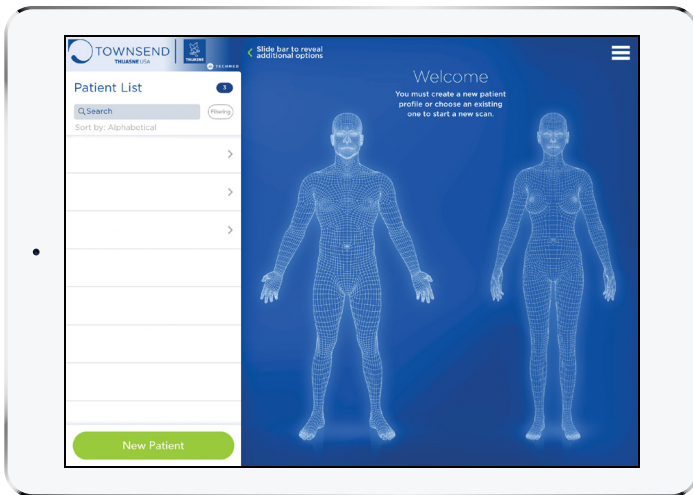 TOWNSEND
THUASNE USA
THUASNE
TECHMED
Patient List
3
Search
Filtering
Sort by: Alphabetical
New Patient
Slide bar to reveal
additional options
Welcome
You must create a new patient
profile or choose an existing
one to start a new scan.